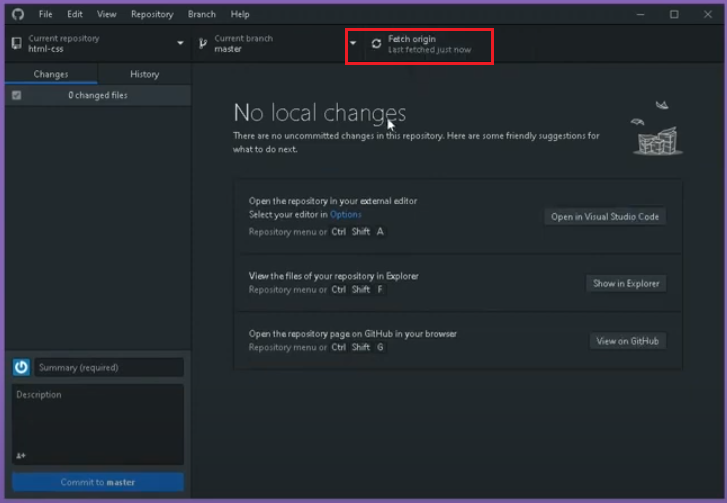 File Edit View Repository Branch Help
Current repository
html-css
Current branch
master
Fetch origin
Last fetched just now
Changes History
0 changed files
No local changes
There are no uncommitted changes in this repository. Here are some friendly suggestions for
what to do next.
Open the repository in your external editor
Select your editor in Options
Repository menu or Ctrl Shift A
Open in Visual Studio Code
View the files of your repository in Explorer
Repository menu or Ctrl Shift F
Show in Explorer
Open the repository page on GitHub in your browser
Repository menu or Ctrl Shift G
View on GitHub
Summary (required)
Description
Commit to master